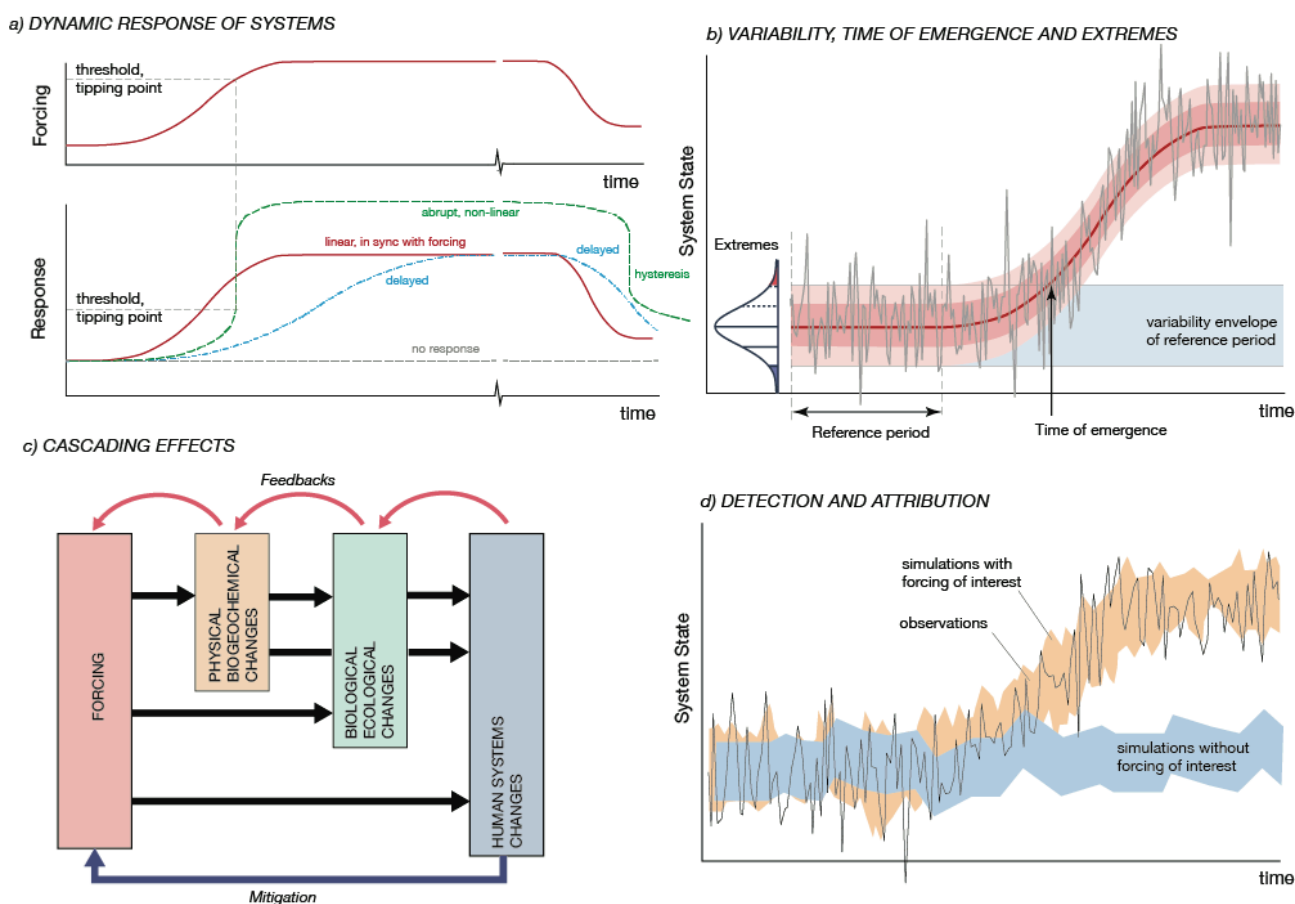 a) DYNAMIC RESPONSE OF SYSTEMS
threshold,
tipping point
Forcing
time
abrupt, non-linear
linear, in sync with forcing
delayed
delayed
hysteresis
threshold,
tipping point
Response
no response
time
b) VARIABILITY, TIME OF EMERGENCE AND EXTREMES
System State
Extremes
variability envelope
of reference period
time
Reference period
Time of emergence
c) CASCADING EFFECTS
Feedbacks
FORCING
PHYSICAL
BIOGEOCHEMICAL
CHANGES
BIOLOGICAL
ECOLOGICAL
CHANGES
HUMAN SYSTEMS
CHANGES
Mitigation
d) DETECTION AND ATTRIBUTION
System State
simulations with
forcing of interest
observations
simulations without
forcing of interest
time